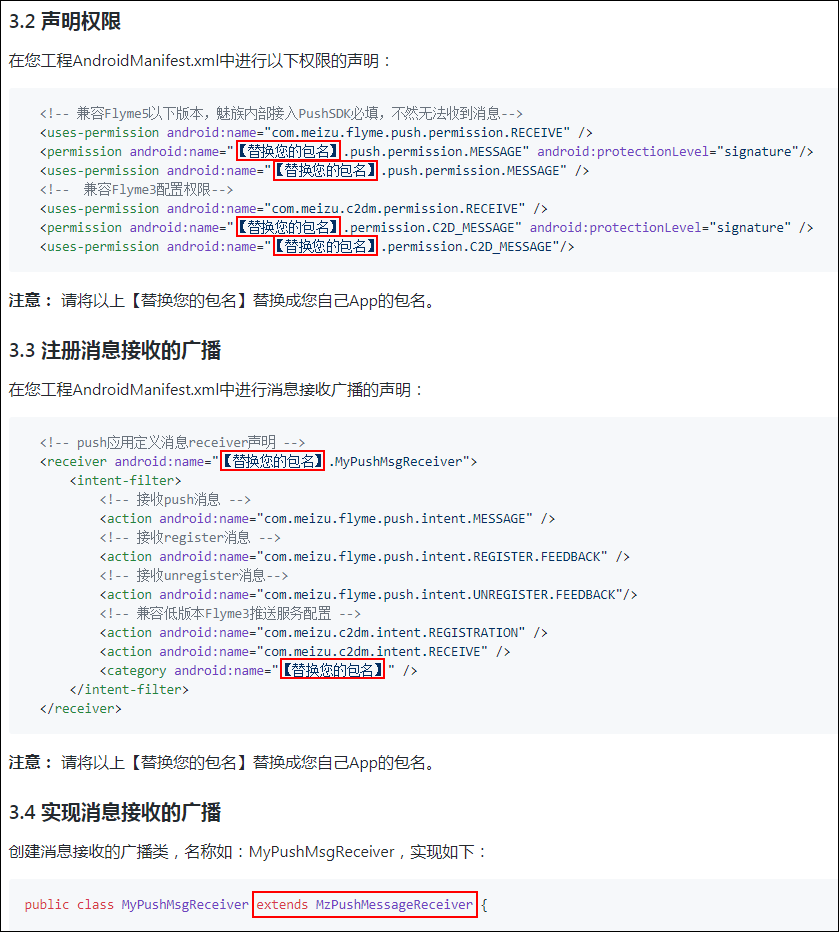 3.2 声明权限
在您工程AndroidManifest.xml中进行以下权限的声明：
<!-- 兼容Flyme5以下版本，魅族内部接入PushSDK必填，不然无法收到消息-->
<uses-permission android:name="com.meizu.flyme.push.permission.RECEIVE" />
<permission android:name="【替换您的包名】.push.permission.MESSAGE" android:protectionLevel="signature"/>
<uses-permission android:name="【替换您的包名】.push.permission.MESSAGE" />
<!--  兼容Flyme3配置权限-->
<uses-permission android:name="com.meizu.c2dm.permission.RECEIVE" />
<permission android:name="【替换您的包名】.permission.C2D_MESSAGE" android:protectionLevel="signature" />
<uses-permission android:name="【替换您的包名】.permission.C2D_MESSAGE"/>
注意： 请将以上【替换您的包名】替换成您自己App的包名。
3.3 注册消息接收的广播
在您工程AndroidManifest.xml中进行消息接收广播的声明：
<!-- push应用定义消息receiver声明 -->
<receiver android:name="【替换您的包名】.MyPushMsgReceiver">
<intent-filter>
<!-- 接收push消息 -->
<action android:name="com.meizu.flyme.push.intent.MESSAGE" />
<!-- 接收register消息 -->
<action android:name="com.meizu.flyme.push.intent.REGISTER.FEEDBACK" />
<!-- 接收unregister消息-->
<action android:name="com.meizu.flyme.push.intent.UNREGISTER.FEEDBACK"/>
<!-- 兼容低版本Flyme3推送服务配置 -->
<action android:name="com.meizu.c2dm.intent.REGISTRATION" />
<action android:name="com.meizu.c2dm.intent.RECEIVE" />
<category android:name="【替换您的包名】" />
</intent-filter>
</receiver>
注意： 请将以上【替换您的包名】替换成您自己App的包名。
3.4 实现消息接收的广播
创建消息接收的广播类，名称如：MyPushMsgReceiver，实现如下：
public class MyPushMsgReceiver extends MzPushMessageReceiver {